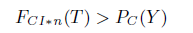 F_{CI*n}(T) > P_C(Y)